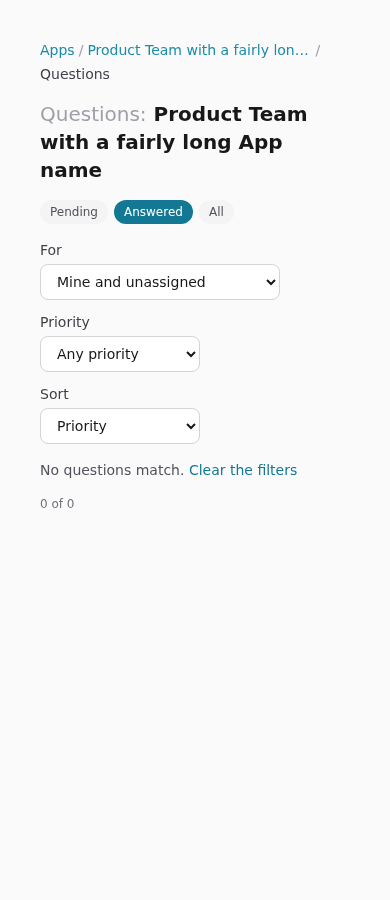 Apps / Product Team with a fairly lon… /
Questions
Questions: Product Team
with a fairly long App
name
Pending Answered All
For
Mine and unassigned
Priority
Any priority
Sort
Priority
No questions match. Clear the filters
0 of 0